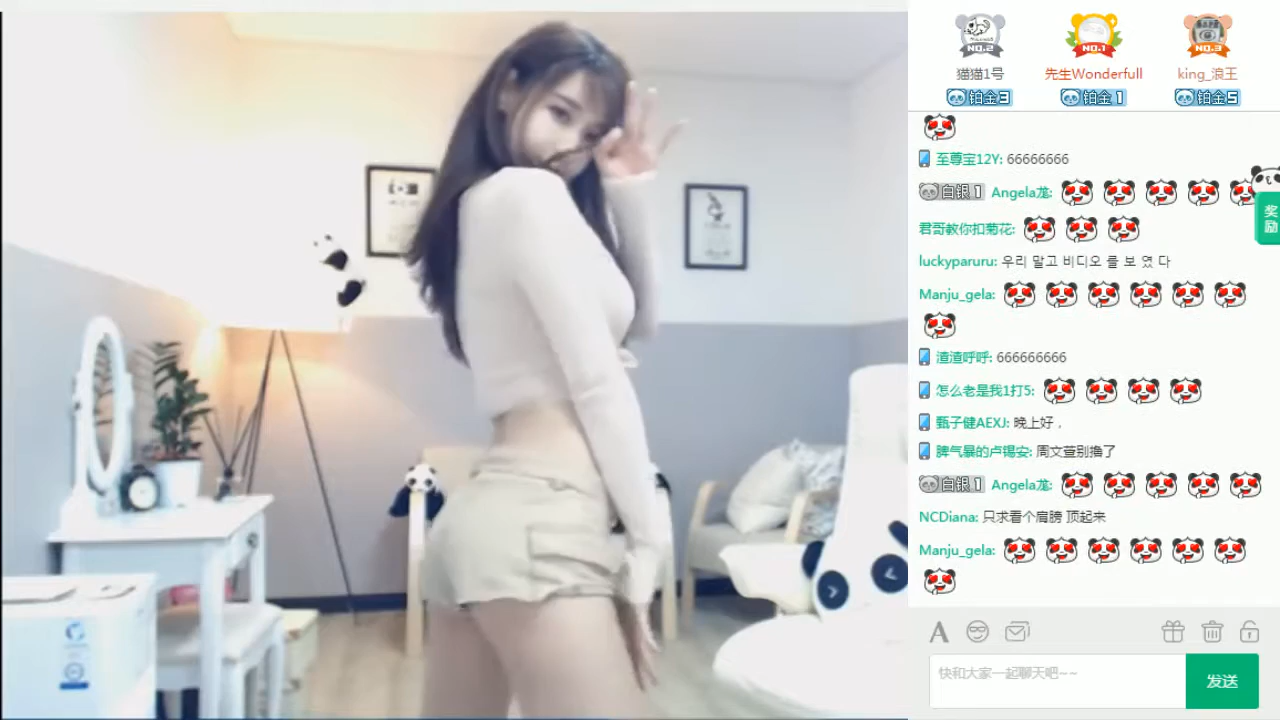 NO.2
NO.1
NO.3
猫猫1号
先生Wonderfull
king_浪王
铂金3
铂金1
铂金5
至尊宝12Y: 66666666
白银1 Angela尨:
奖励
君哥教你扣菊花:
luckyparuru: 우리 말고 비디오 를 보 였 다
Manju_gela:
渣渣呼呼: 666666666
怎么老是我1打5:
甄子健AEXJ: 晚上好，
脾气暴的卢锡安: 周文萱别撸了
白银1 Angela尨:
NCDiana: 只求看个肩膀 顶起来
Manju_gela:
A
快和大家一起聊天吧~~
发送